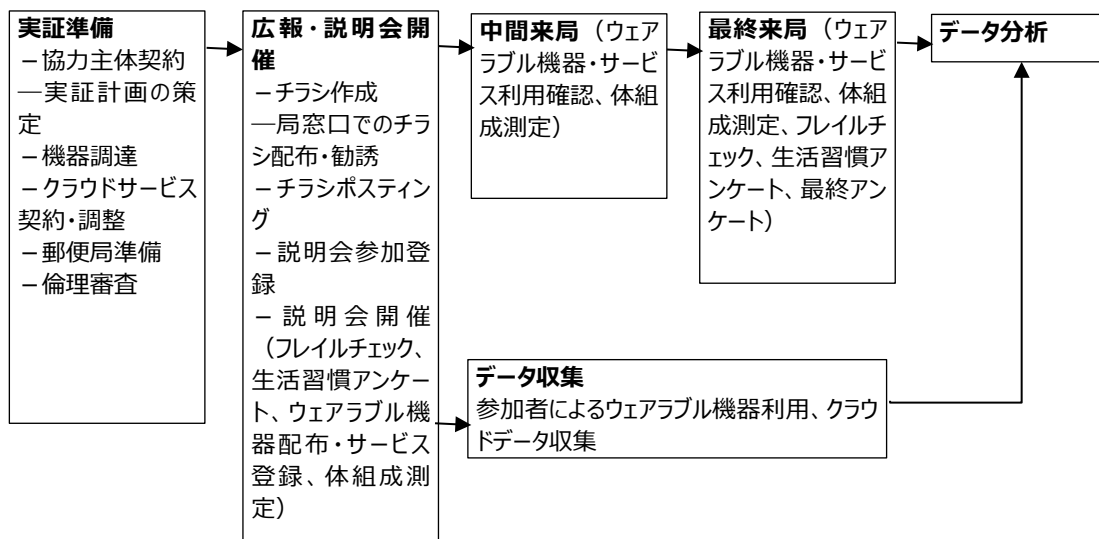 実証準備
－協力主体契約
―実証計画の策
定
－機器調達
－クラウドサービス
契約・調整
－郵便局準備
－倫理審査
広報・説明会開
催
－チラシ作成
―局窓口でのチラ
シ配布・勧誘
－チラシポスティン
グ
－説明会参加登
録
－説明会開催
（フレイルチェック、
生活習慣アンケー
ト、ウェアラブル機
器配布・サービス
登録、体組成測
定）
中間来局（ウェア
ラブル機器・サービ
ス利用確認、体組
成測定）
最終来局（ウェア
ラブル機器・サービ
ス利用確認、体組
成測定、フレイルチ
ェック、生活習慣ア
ンケート、最終アン
ケート）
データ分析
データ収集
参加者によるウェアラブル機器利用、クラウ
ドデータ収集